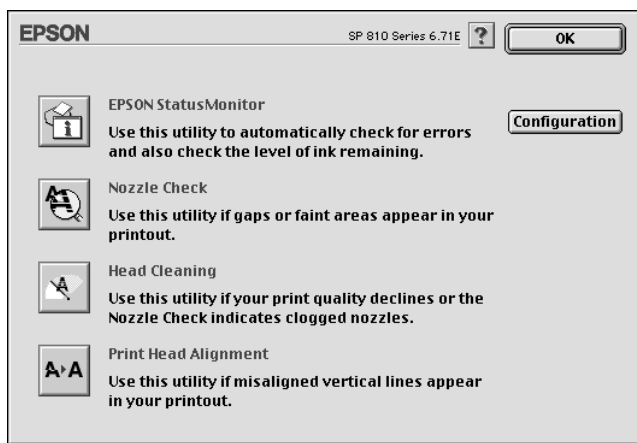 EPSON
SP 810 Series 6.71E
?
OK
EPSON StatusMonitor
Use this utility to automatically check for errors
and also check the level of ink remaining.
Configuration
Nozzle Check
Use this utility if gaps or faint areas appear in your
printout.
Head Cleaning
Use this utility if your print quality declines or the
Nozzle Check indicates clogged nozzles.
Print Head Alignment
Use this utility if misaligned vertical lines appear
in your printout.